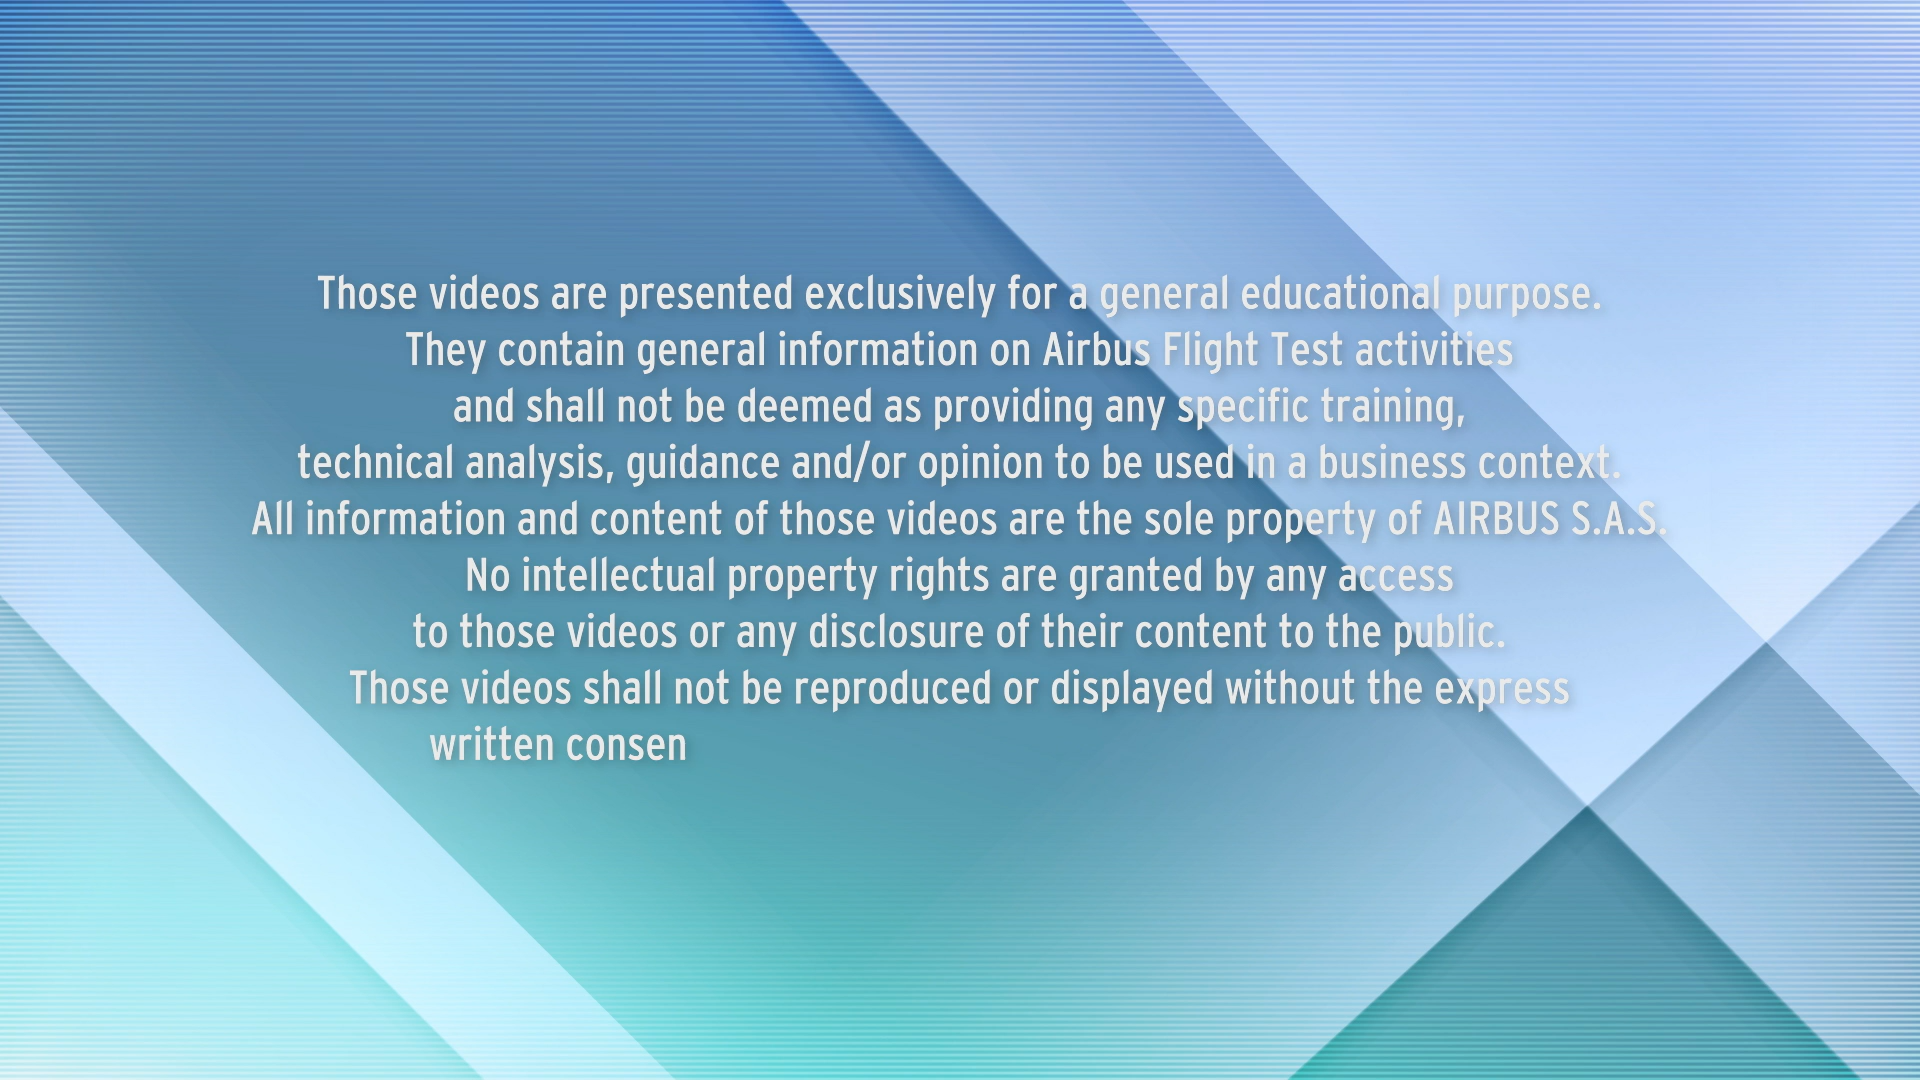 Those videos are presented exclusively for a general educational purpose.
They contain general information on Airbus Flight Test activities
and shall not be deemed as providing any specific training,
technical analysis, guidance and/or opinion to be used in a business context.
All information and content of those videos are the sole property of AIRBUS S.A.S.
No intellectual property rights are granted by any access
to those videos or any disclosure of their content to the public.
Those videos shall not be reproduced or displayed without the express
written consen